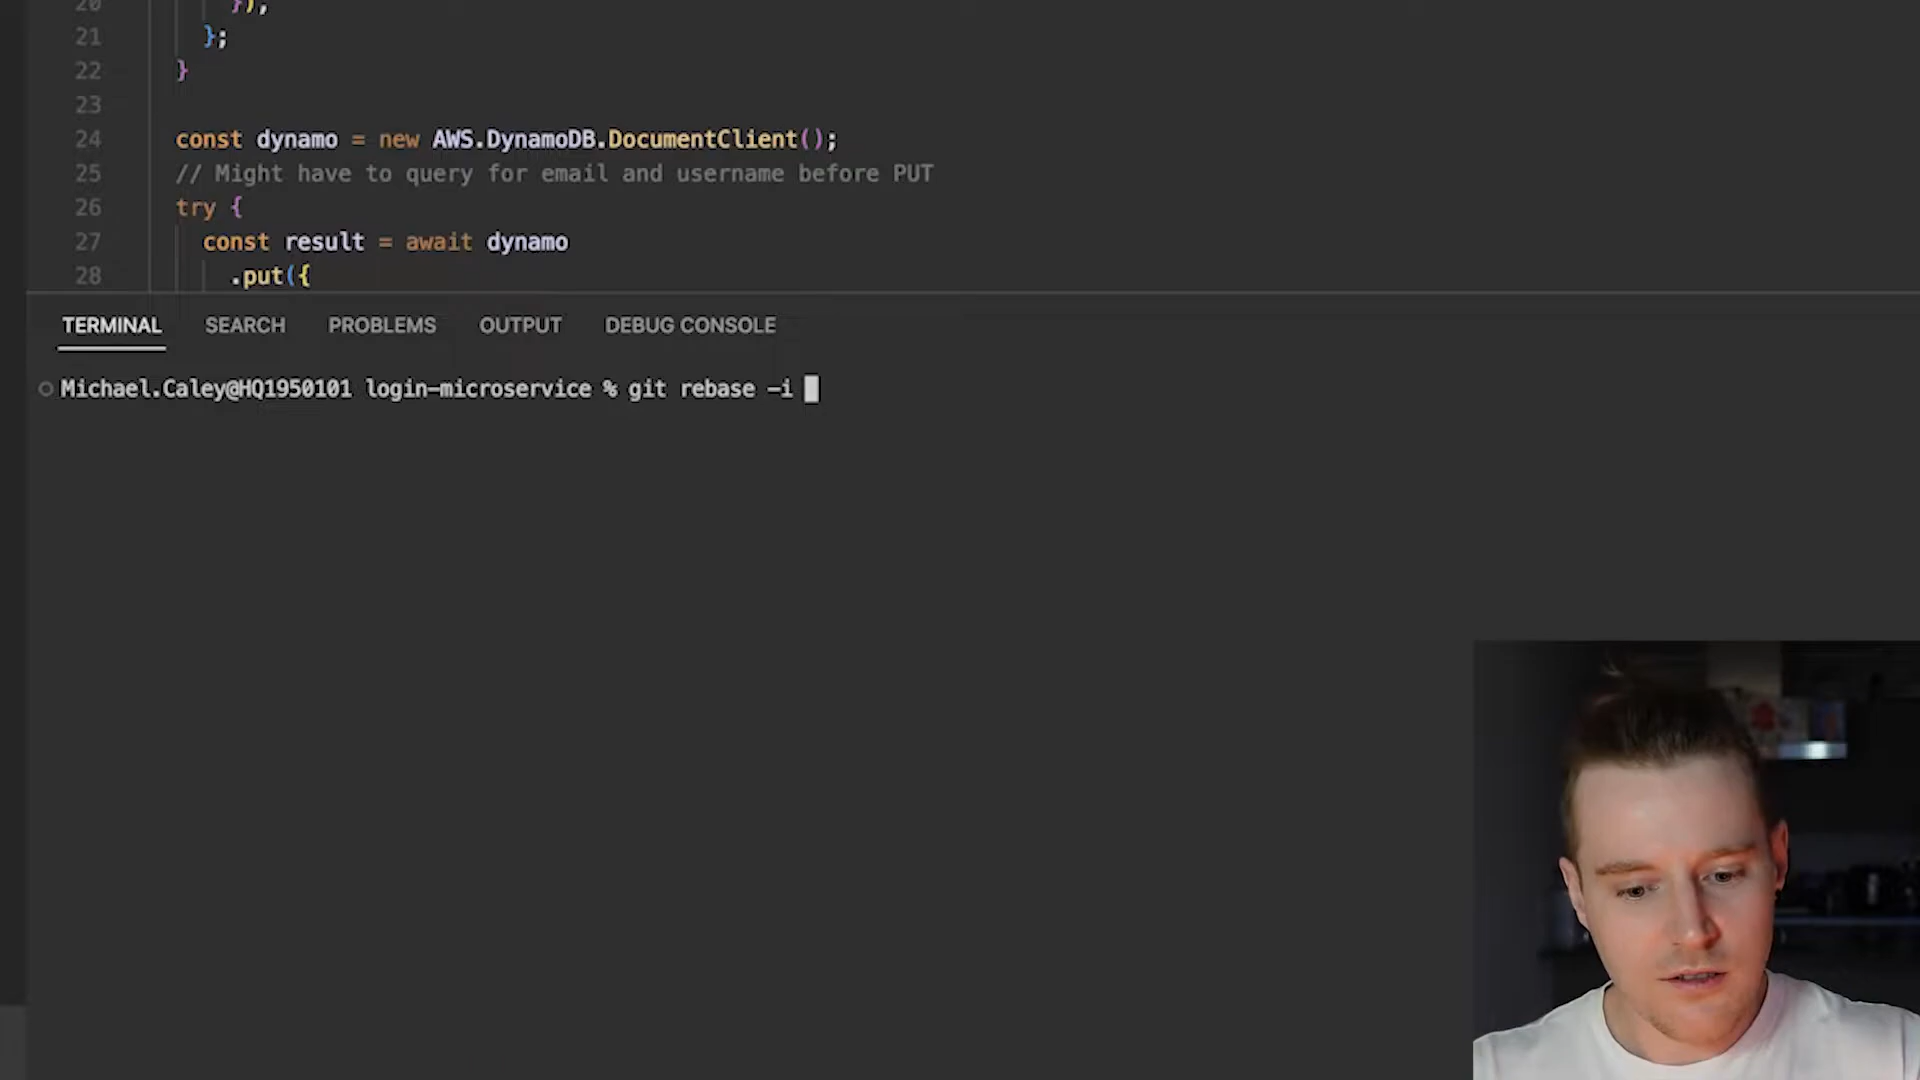 20 }),
21 };
22 }
23
24 const dynamo = new AWS.DynamoDB.DocumentClient();
25 // Might have to query for email and username before PUT
26 try {
27 const result = await dynamo
28 .put({
TERMINAL SEARCH PROBLEMS OUTPUT DEBUG CONSOLE
Michael.Caley@HQ1950101 login-microservice % git rebase -i